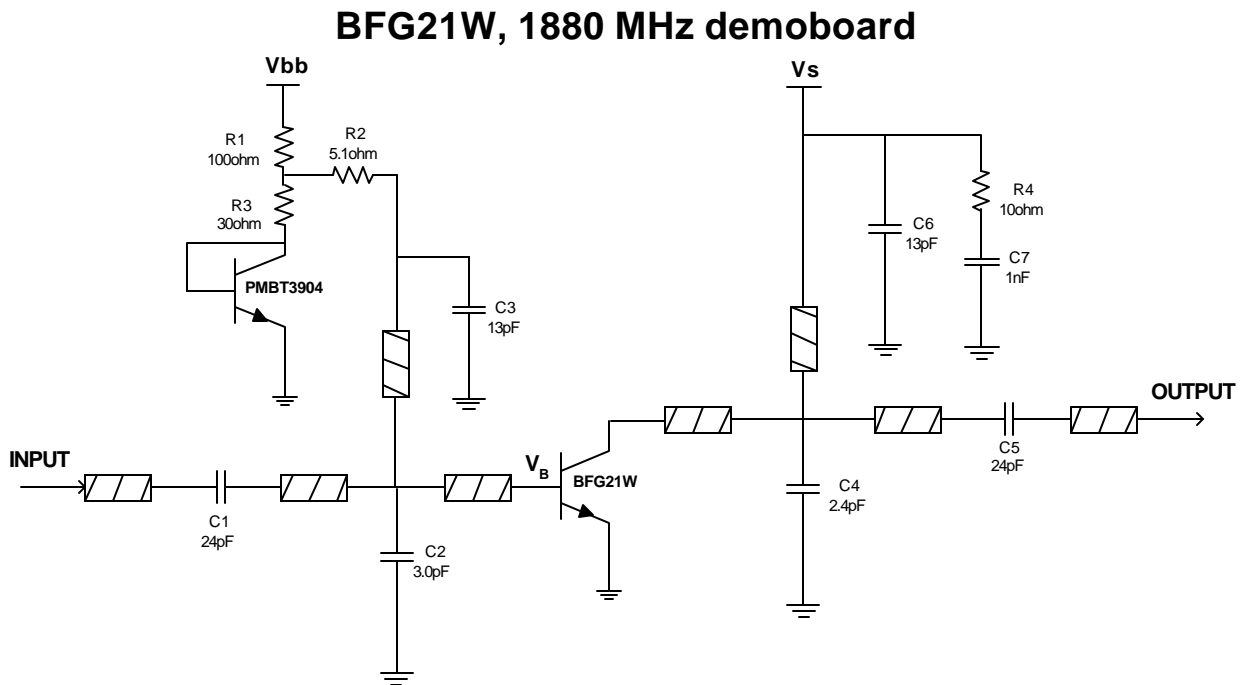 BFG21W, 1880 MHz demoboard
Vbb
Vs
R1
100ohm
R2
5.1ohm
R3
30ohm
PMBT3904
C3
13pF
C6
13pF
R4
10ohm
C7
1nF
INPUT
C1
24pF
C2
3.0pF
VB
BFG21W
C4
2.4pF
C5
24pF
OUTPUT